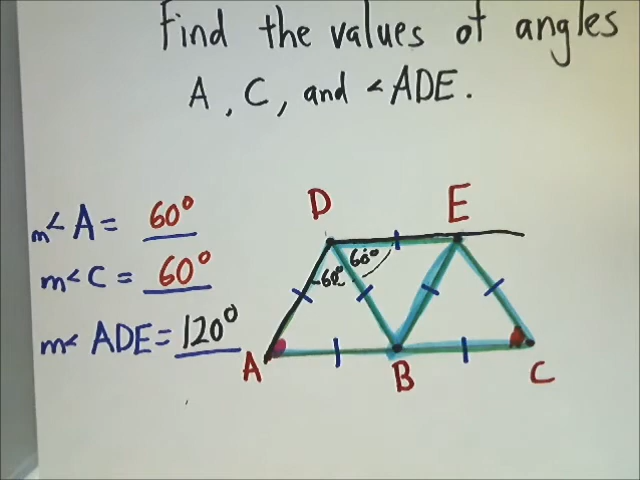 Find the values of angles
A, C, and ∠ADE.
m∠A = 60°
m∠C = 60°
m∠ADE = 120°
D
E
60°
60°
A
B
C